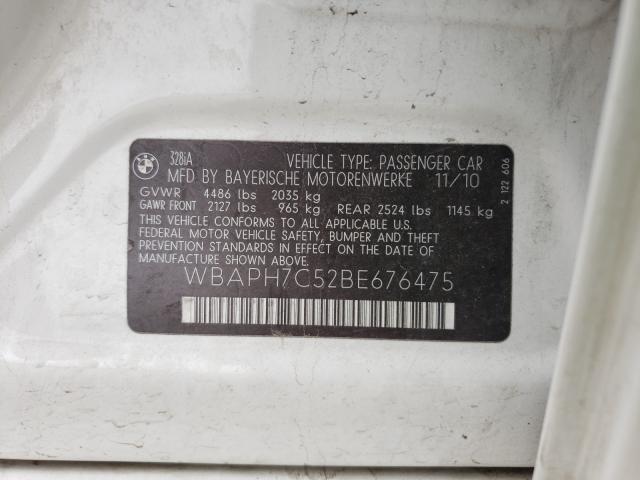 BMW
328iA VEHICLE TYPE: PASSENGER CAR
MFD BY BAYERISCHE MOTORENWERKE 11/10
GVWR 4486 lbs 2035 kg
GAWR FRONT 2127 lbs 965 kg REAR 2524 lbs 1145 kg
THIS VEHICLE CONFORMS TO ALL APPLICABLE U.S.
FEDERAL MOTOR VEHICLE SAFETY, BUMPER AND THEFT
PREVENTION STANDARDS IN EFFECT ON THE DATE OF
MANUFACTURE SHOWN ABOVE.
WBAPH7C52BE676475
2 122 606